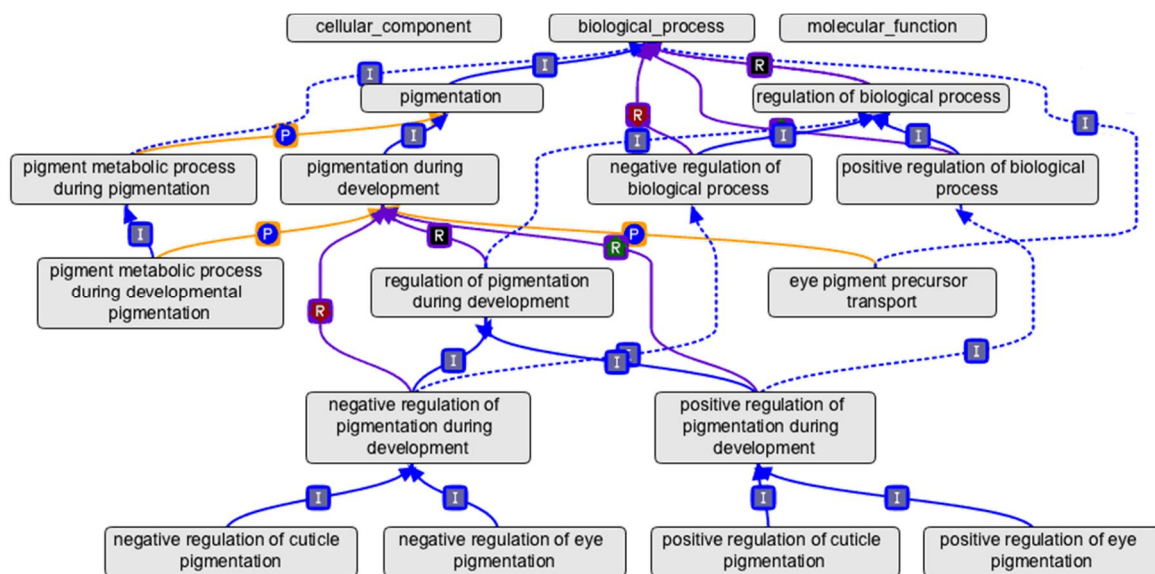 cellular_component
biological_process
molecular_function
I
I
R
pigmentation
regulation of biological process
R
I
P
I
I
I
I
pigment metabolic process
during pigmentation
pigmentation during
development
negative regulation of
biological process
positive regulation of biological
process
I
P
R
R
P
pigment metabolic process
during developmental
pigmentation
regulation of pigmentation
during development
eye pigment precursor
transport
R
I
I
I
negative regulation of
pigmentation during
development
positive regulation of
pigmentation during
development
I
I
I
I
negative regulation of cuticle
pigmentation
negative regulation of eye
pigmentation
positive regulation of cuticle
pigmentation
positive regulation of eye
pigmentation